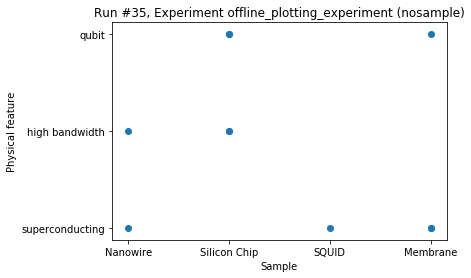 Run #35, Experiment offline_plotting_experiment (nosample)
qubit
high bandwidth
superconducting
Physical feature
Nanowire Silicon Chip SQUID Membrane
Sample